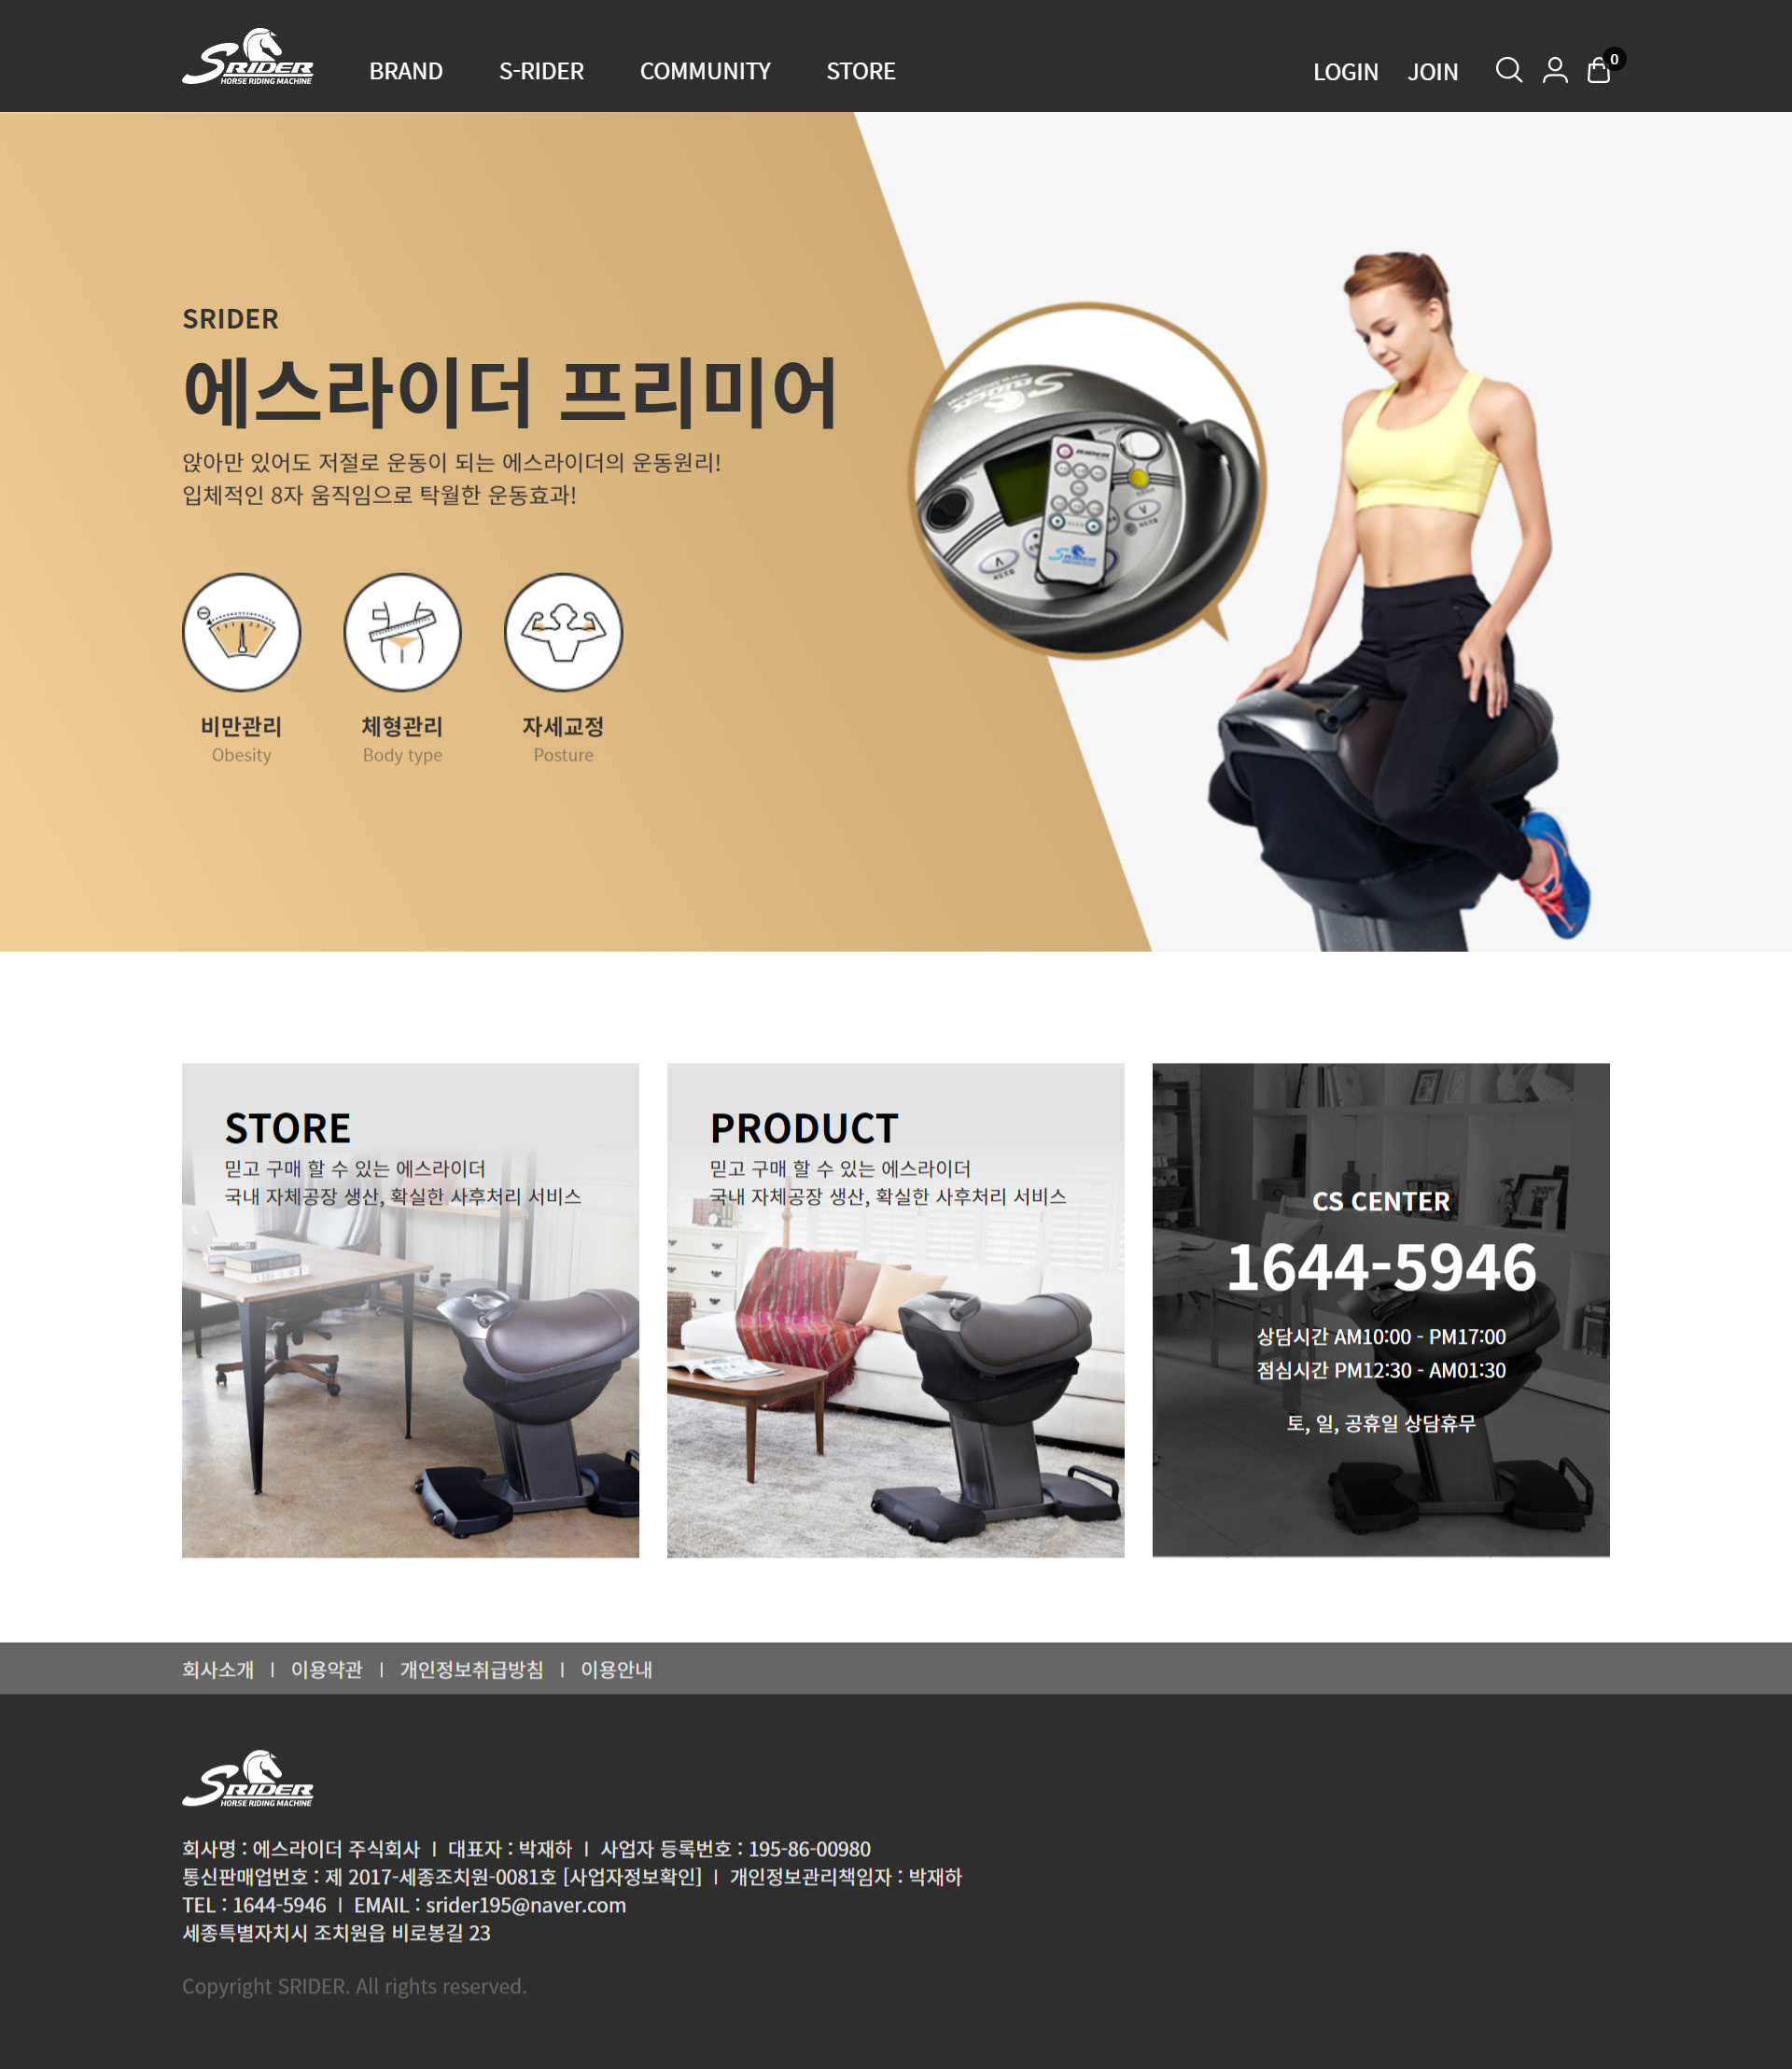 SRIDER
HORSE RIDING MACHINE
BRAND
S-RIDER
COMMUNITY
STORE
LOGIN
JOIN
0
SRIDER
에스라이더 프리미어
앉아만 있어도 저절로 운동이 되는 에스라이더의 운동원리!
입체적인 8자 움직임으로 탁월한 운동효과!
비만관리
Obesity
체형관리
Body type
자세교정
Posture
SRIDER
SRIDER
SRIDER
STORE
믿고 구매 할 수 있는 에스라이더
국내 자체공장 생산, 확실한 사후처리 서비스
PRODUCT
믿고 구매 할 수 있는 에스라이더
국내 자체공장 생산, 확실한 사후처리 서비스
CS CENTER
1644-5946
상담시간 AM10:00 - PM17:00
점심시간 PM12:30 - AM01:30
토, 일, 공휴일 상담휴무
회사소개 ㅣ 이용약관 ㅣ 개인정보취급방침 ㅣ 이용안내
SRIDER
HORSE RIDING MACHINE
회사명 : 에스라이더 주식회사 ㅣ 대표자 : 박재하 ㅣ 사업자 등록번호 : 195-86-00980
통신판매업번호 : 제 2017-세종조치원-0081호 [사업자정보확인] ㅣ 개인정보관리책임자 : 박재하
TEL : 1644-5946 ㅣ EMAIL : srider195@naver.com
세종특별자치시 조치원읍 비로봉길 23
Copyright SRIDER. All rights reserved.